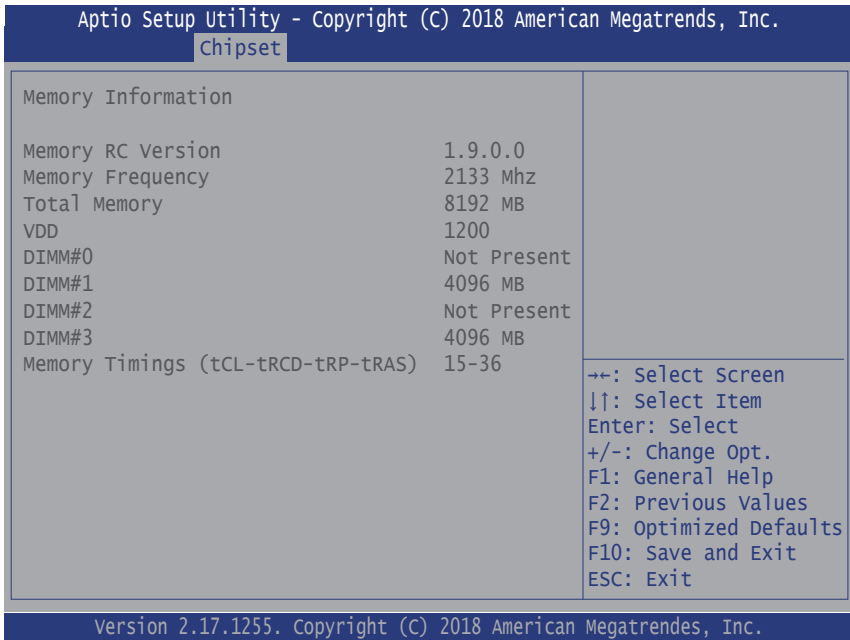 Aptio Setup Utility - Copyright (C) 2018 American Megatrends, Inc.
Chipset
Memory Information
Memory RC Version 1.9.0.0
Memory Frequency 2133 Mhz
Total Memory 8192 MB
VDD 1200
DIMM#0 Not Present
DIMM#1 4096 MB
DIMM#2 Not Present
DIMM#3 4096 MB
Memory Timings (tCL-tRCD-tRP-tRAS) 15-36
→←: Select Screen
↓↑: Select Item
Enter: Select
+/-: Change Opt.
F1: General Help
F2: Previous Values
F9: Optimized Defaults
F10: Save and Exit
ESC: Exit
Version 2.17.1255. Copyright (C) 2018 American Megatrendes, Inc.